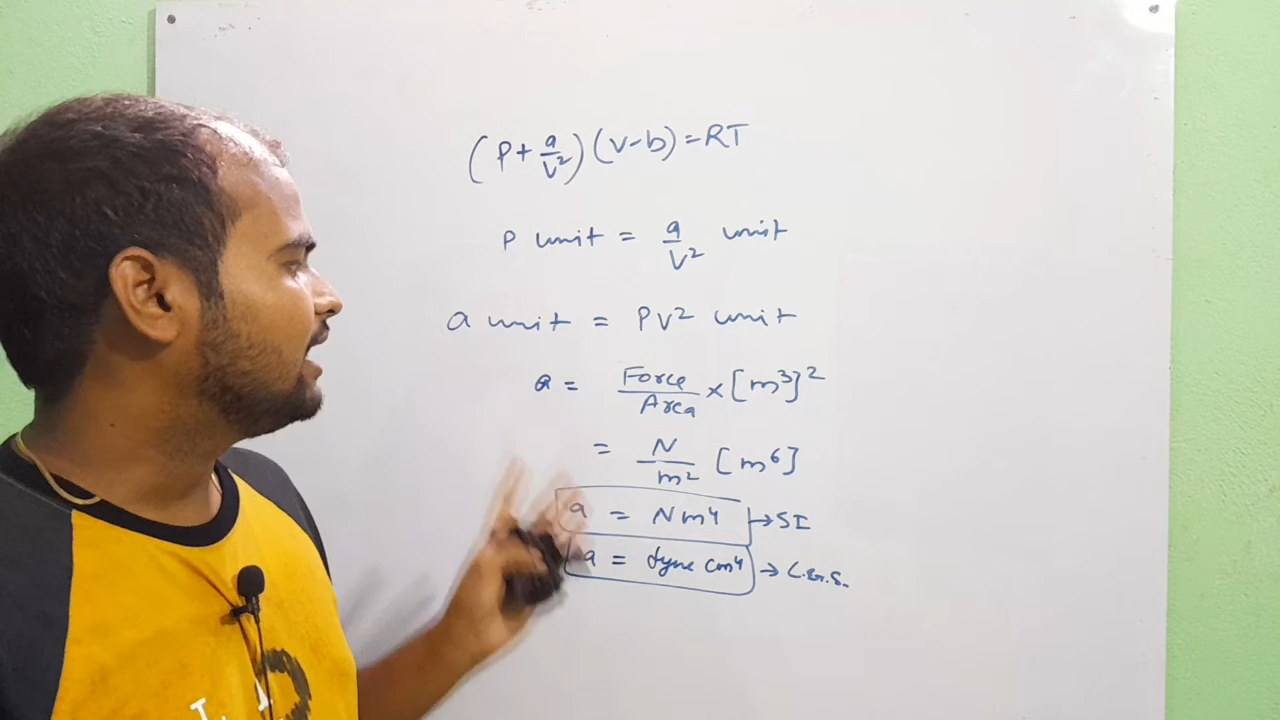 (P + a/V²) (V - b) = RT
P unit = a/V² unit
a unit = PV² unit
a = Force/Area × [m³]²
= N/m² [m⁶]
a = Nm⁴ → SI
a = dyne cm⁴ → C.G.S.